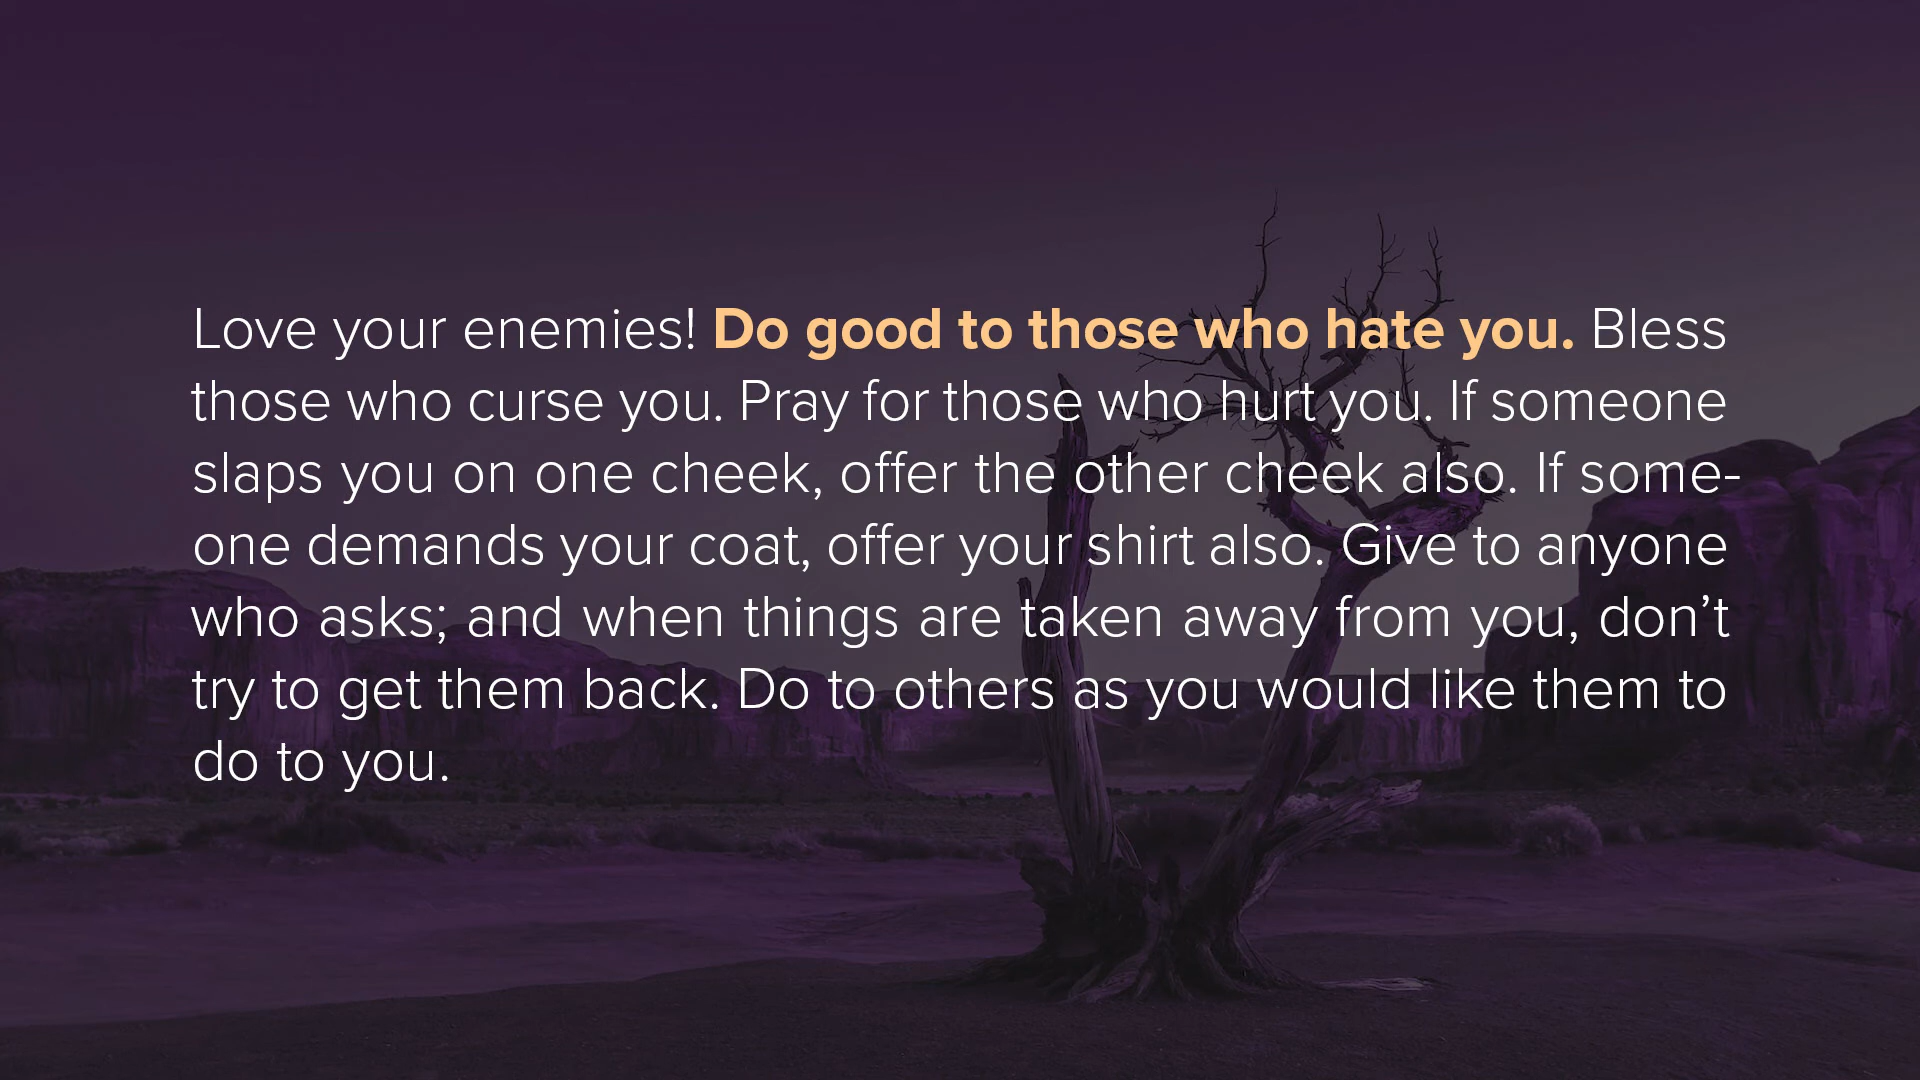 Love your enemies! Do good to those who hate you. Bless
those who curse you. Pray for those who hurt you. If someone
slaps you on one cheek, offer the other cheek also. If some-
one demands your coat, offer your shirt also. Give to anyone
who asks; and when things are taken away from you, don’t
try to get them back. Do to others as you would like them to
do to you.